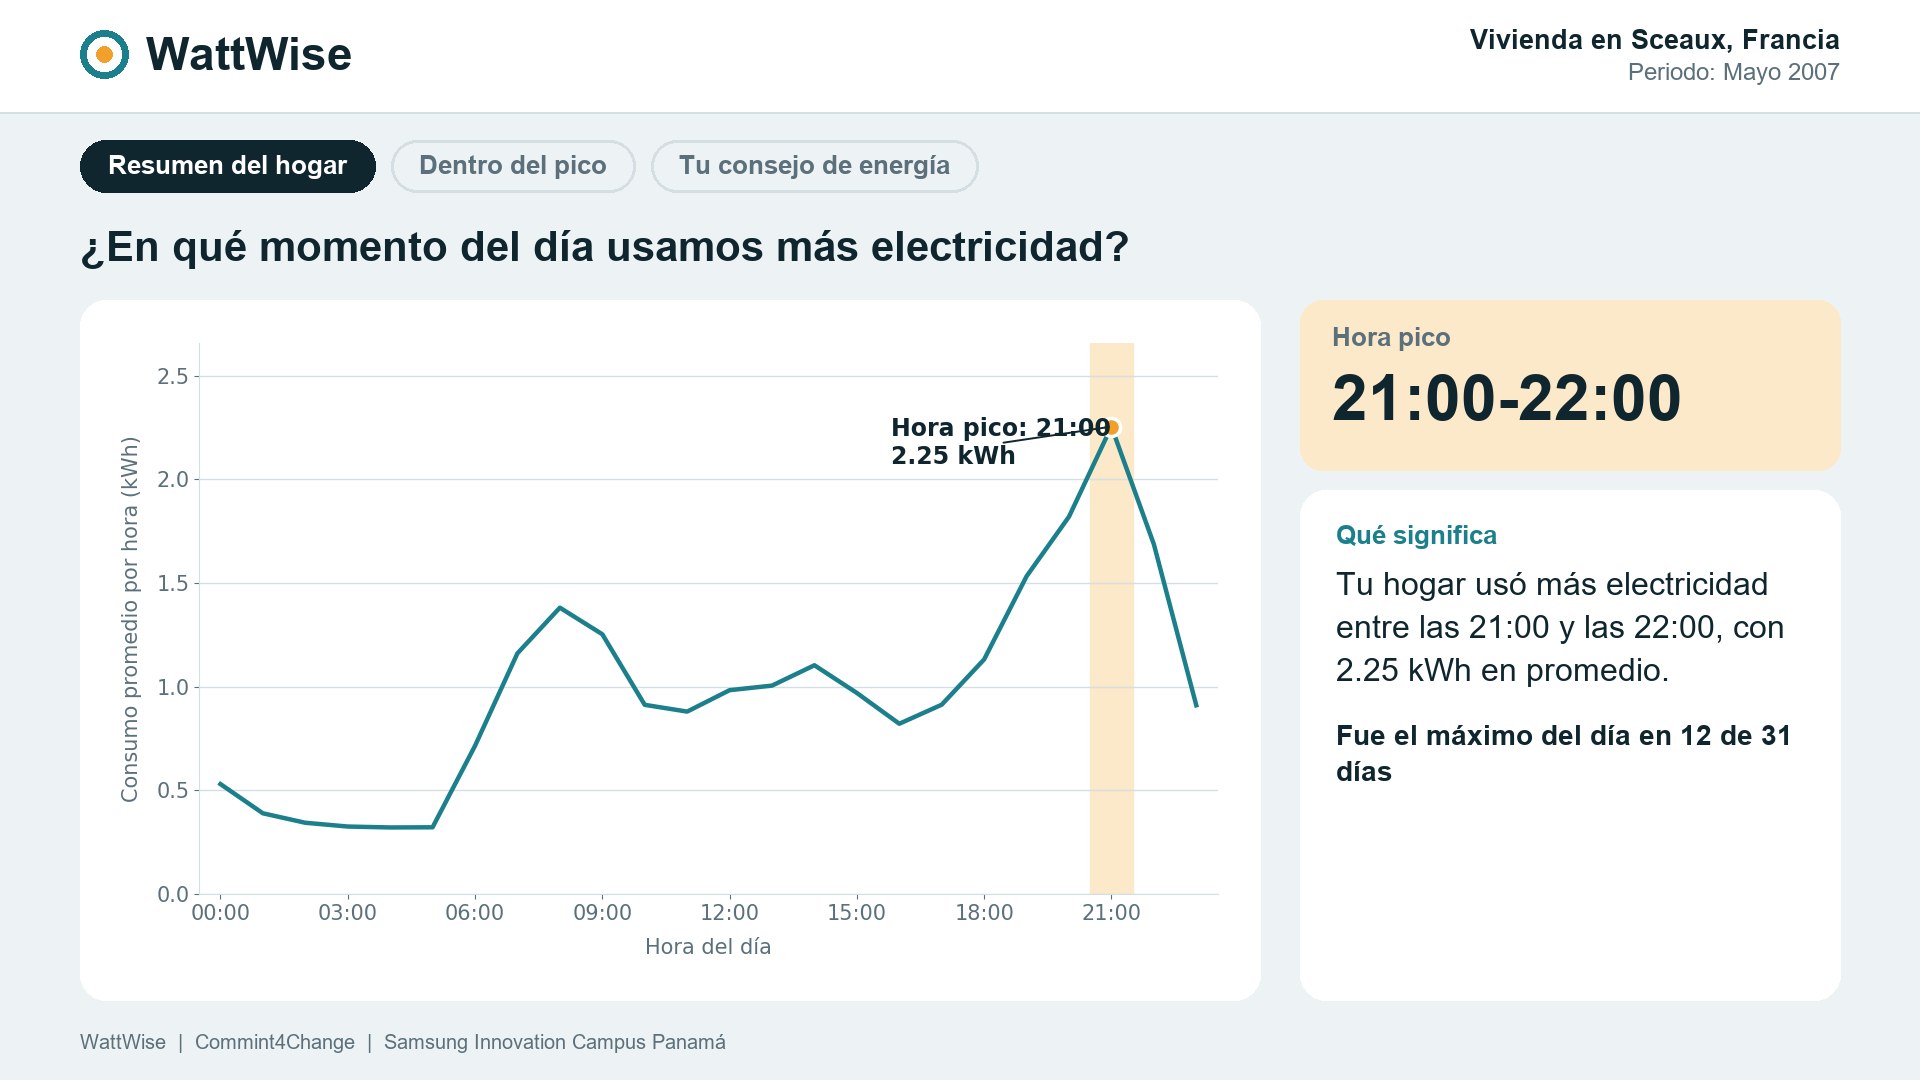 WattWise
Vivienda en Sceaux, Francia
Periodo: Mayo 2007
Resumen del hogar
Dentro del pico
Tu consejo de energía
¿En qué momento del día usamos más electricidad?
Consumo promedio por hora (kWh)
2.5
2.0
1.5
1.0
0.5
0.0
Hora pico: 21:00
2.25 kWh
00:00
03:00
06:00
09:00
12:00
15:00
18:00
21:00
Hora del día
Hora pico
21:00-22:00
Qué significa
Tu hogar usó más electricidad
entre las 21:00 y las 22:00, con
2.25 kWh en promedio.
Fue el máximo del día en 12 de 31
días
WattWise | Commint4Change | Samsung Innovation Campus Panamá